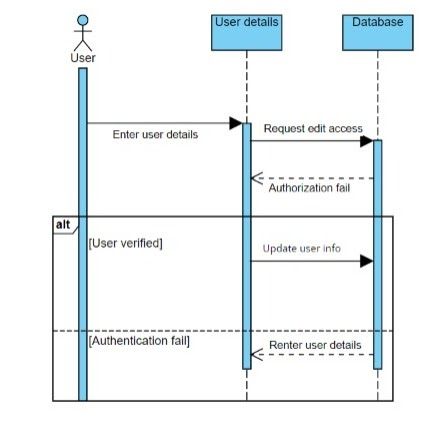 User details
Database
User
Enter user details
Request edit access
Authorization fail
alt
[User verified]
Update user info
[Authentication fail]
Renter user details